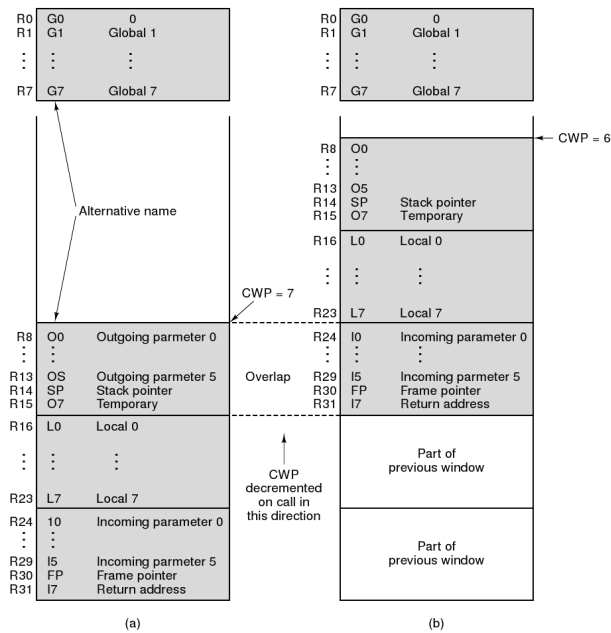 R0 G0 0
R1 G1 Global 1
R7 G7 Global 7
Alternative name
CWP = 7
R8 O0 Outgoing parmeter 0
R13 OS Outgoing parmeter 5
R14 SP Stack pointer
R15 O7 Temporary
R16 L0 Local 0
R23 L7 Local 7
R24 10 Incoming parameter 0
R29 I5 Incoming parmeter 5
R30 FP Frame pointer
R31 I7 Return address
(a)
Overlap
CWP
decremented
on call in
this direction
R0 G0 0
R1 G1 Global 1
R7 G7 Global 7
CWP = 6
R8 O0
R13 O5
R14 SP Stack pointer
R15 O7 Temporary
R16 L0 Local 0
R23 L7 Local 7
R24 I0 Incoming parameter 0
R29 I5 Incoming parmeter 5
R30 FP Frame pointer
R31 I7 Return address
Part of
previous window
Part of
previous window
(b)